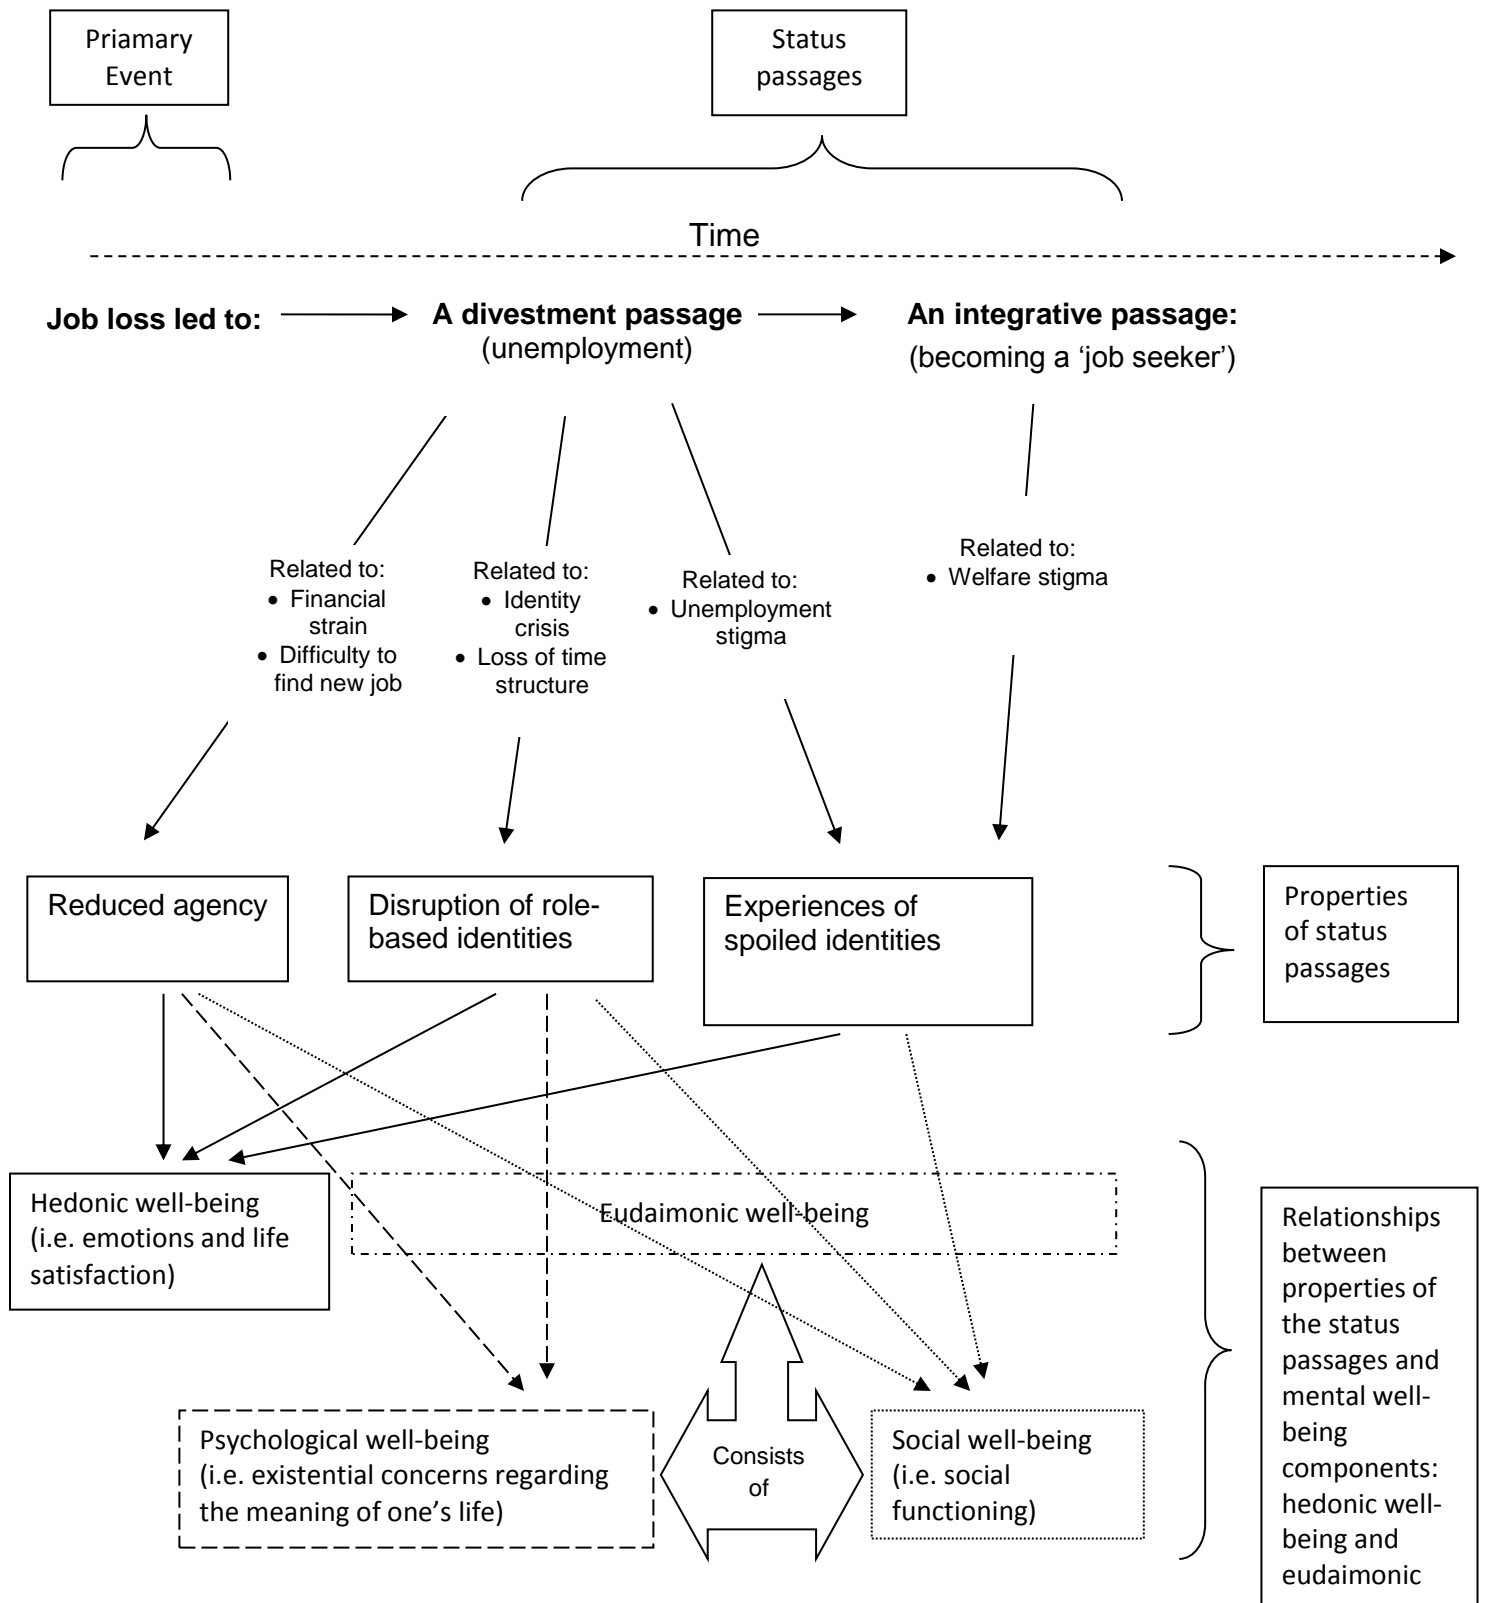 Priamary
Event
Status
passages
Time
Job loss led to:
A divestment passage
(unemployment)
An integrative passage:
(becoming a ‘job seeker’)
Related to:
• Financial
strain
• Difficulty to
find new job
Related to:
• Identity
crisis
• Loss of time
structure
Related to:
• Unemployment
stigma
Related to:
• Welfare stigma
Reduced agency
Disruption of role-
based identities
Experiences of
spoiled identities
Properties
of status
passages
Hedonic well-being
(i.e. emotions and life
satisfaction)
Eudaimonic well-being
Psychological well-being
(i.e. existential concerns regarding
the meaning of one’s life)
Consists
of
Social well-being
(i.e. social
functioning)
Relationships
between
properties of
the status
passages and
mental well-
being
components:
hedonic well-
being and
eudaimonic